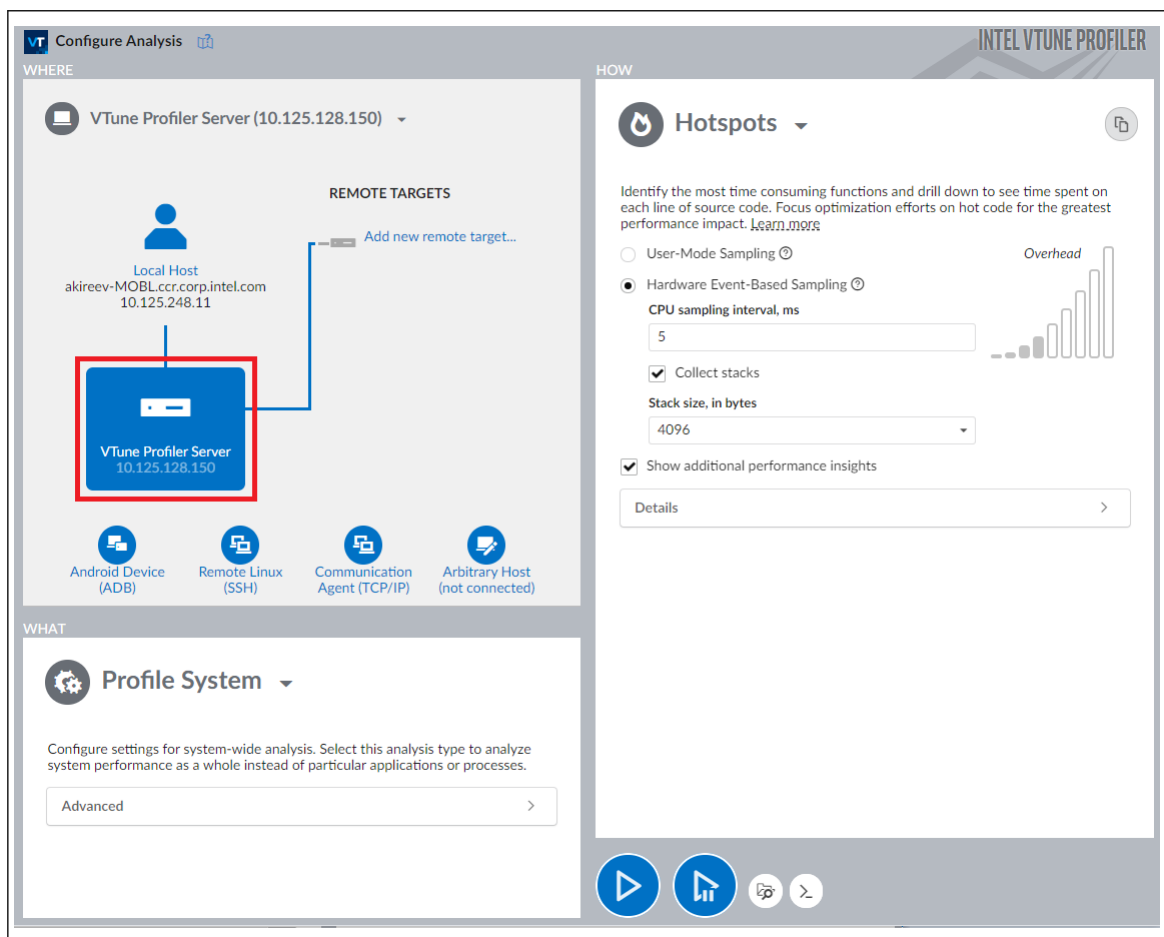 VT Configure Analysis
INTEL VTUNE PROFILER
WHERE
VTune Profiler Server (10.125.128.150)
REMOTE TARGETS
Add new remote target...
Local Host
akireev-MOBL.ccr.corp.intel.com
10.125.248.11
VTune Profiler Server
10.125.128.150
Android Device
(ADB)
Remote Linux
(SSH)
Communication
Agent (TCP/IP)
Arbitrary Host
(not connected)
WHAT
Profile System
Configure settings for system-wide analysis. Select this analysis type to analyze
system performance as a whole instead of particular applications or processes.
Advanced
HOW
Hotspots
Identify the most time consuming functions and drill down to see time spent on
each line of source code. Focus optimization efforts on hot code for the greatest
performance impact. Learn more
User-Mode Sampling ?
Overhead
Hardware Event-Based Sampling ?
CPU sampling interval, ms
5
Collect stacks
Stack size, in bytes
4096
Show additional performance insights
Details